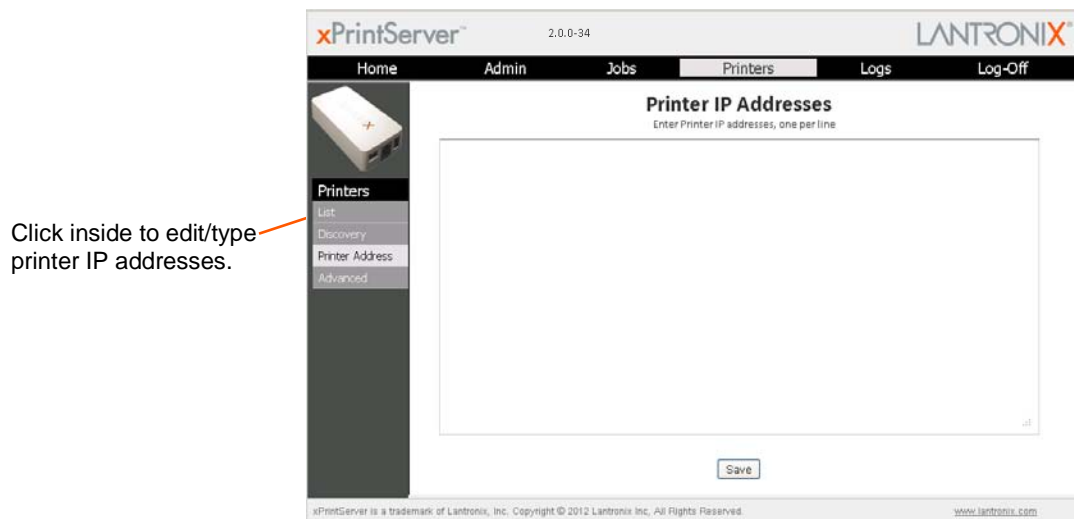 xPrintServer™ 2.0.0-34 LANTRONIX®
Home Admin Jobs Printers Logs Log-Off
Printer IP Addresses
Enter Printer IP addresses, one per line
Printers
List
Discovery
Printer Address
Advanced
Click inside to edit/type
printer IP addresses.
Save
xPrintServer is a trademark of Lantronix, Inc. Copyright © 2012 Lantronix Inc, All Rights Reserved. www.lantronix.com